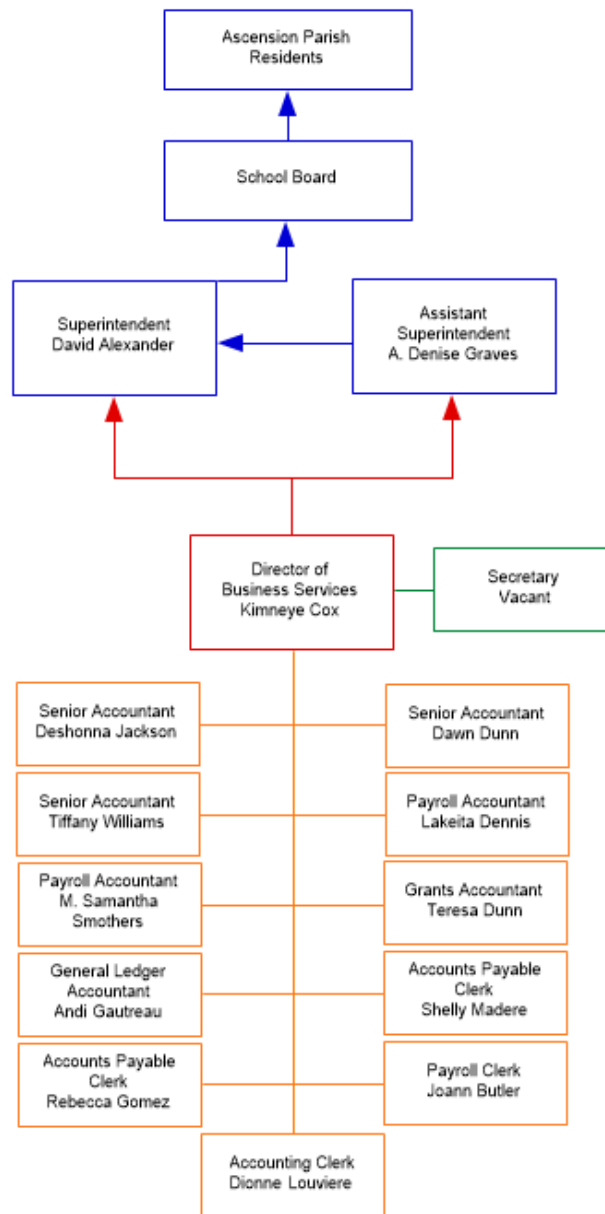 Ascension Parish
Residents
School Board
Superintendent
David Alexander
Assistant
Superintendent
A. Denise Graves
Director of
Business Services
Kimneye Cox
Secretary
Vacant
Senior Accountant
Deshonna Jackson
Senior Accountant
Dawn Dunn
Senior Accountant
Tiffany Williams
Payroll Accountant
Lakeita Dennis
Payroll Accountant
M. Samantha
Smothers
Grants Accountant
Teresa Dunn
General Ledger
Accountant
Andi Gautreau
Accounts Payable
Clerk
Shelly Madere
Accounts Payable
Clerk
Rebecca Gomez
Payroll Clerk
Joann Butler
Accounting Clerk
Dionne Louviere